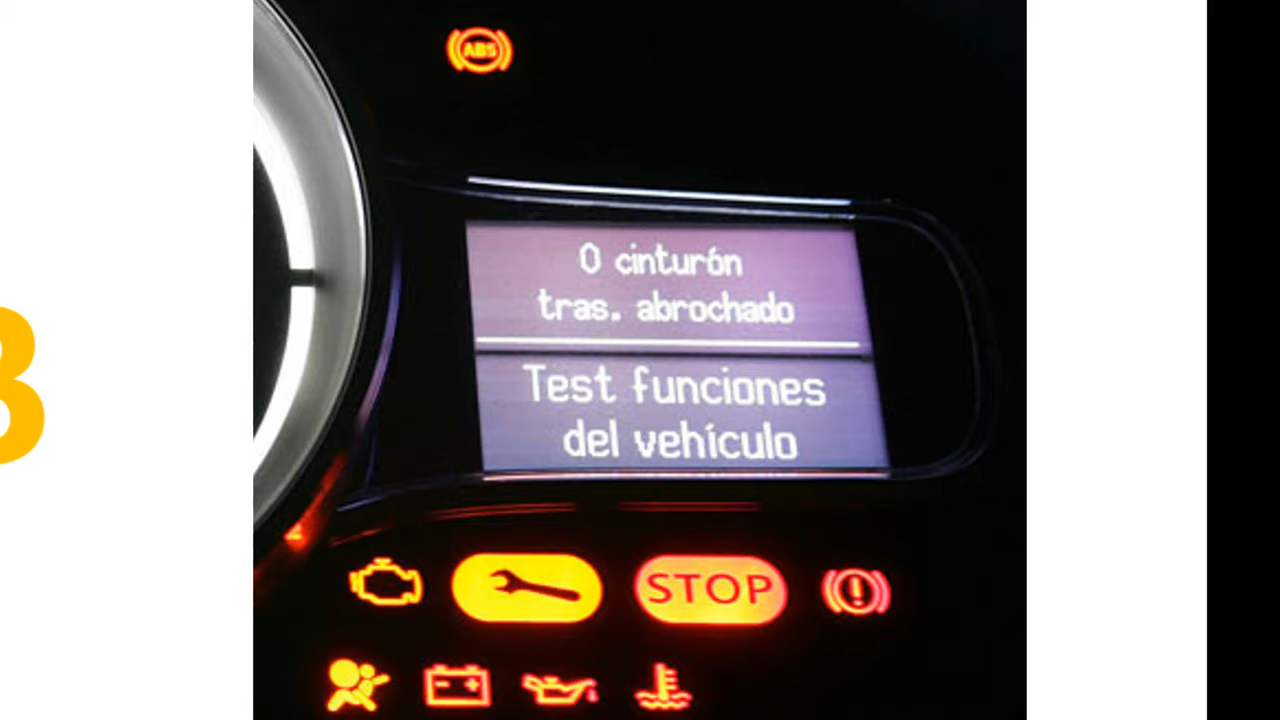 ABS
0 cinturón
tras. abrochado
Test funciones
del vehículo
STOP